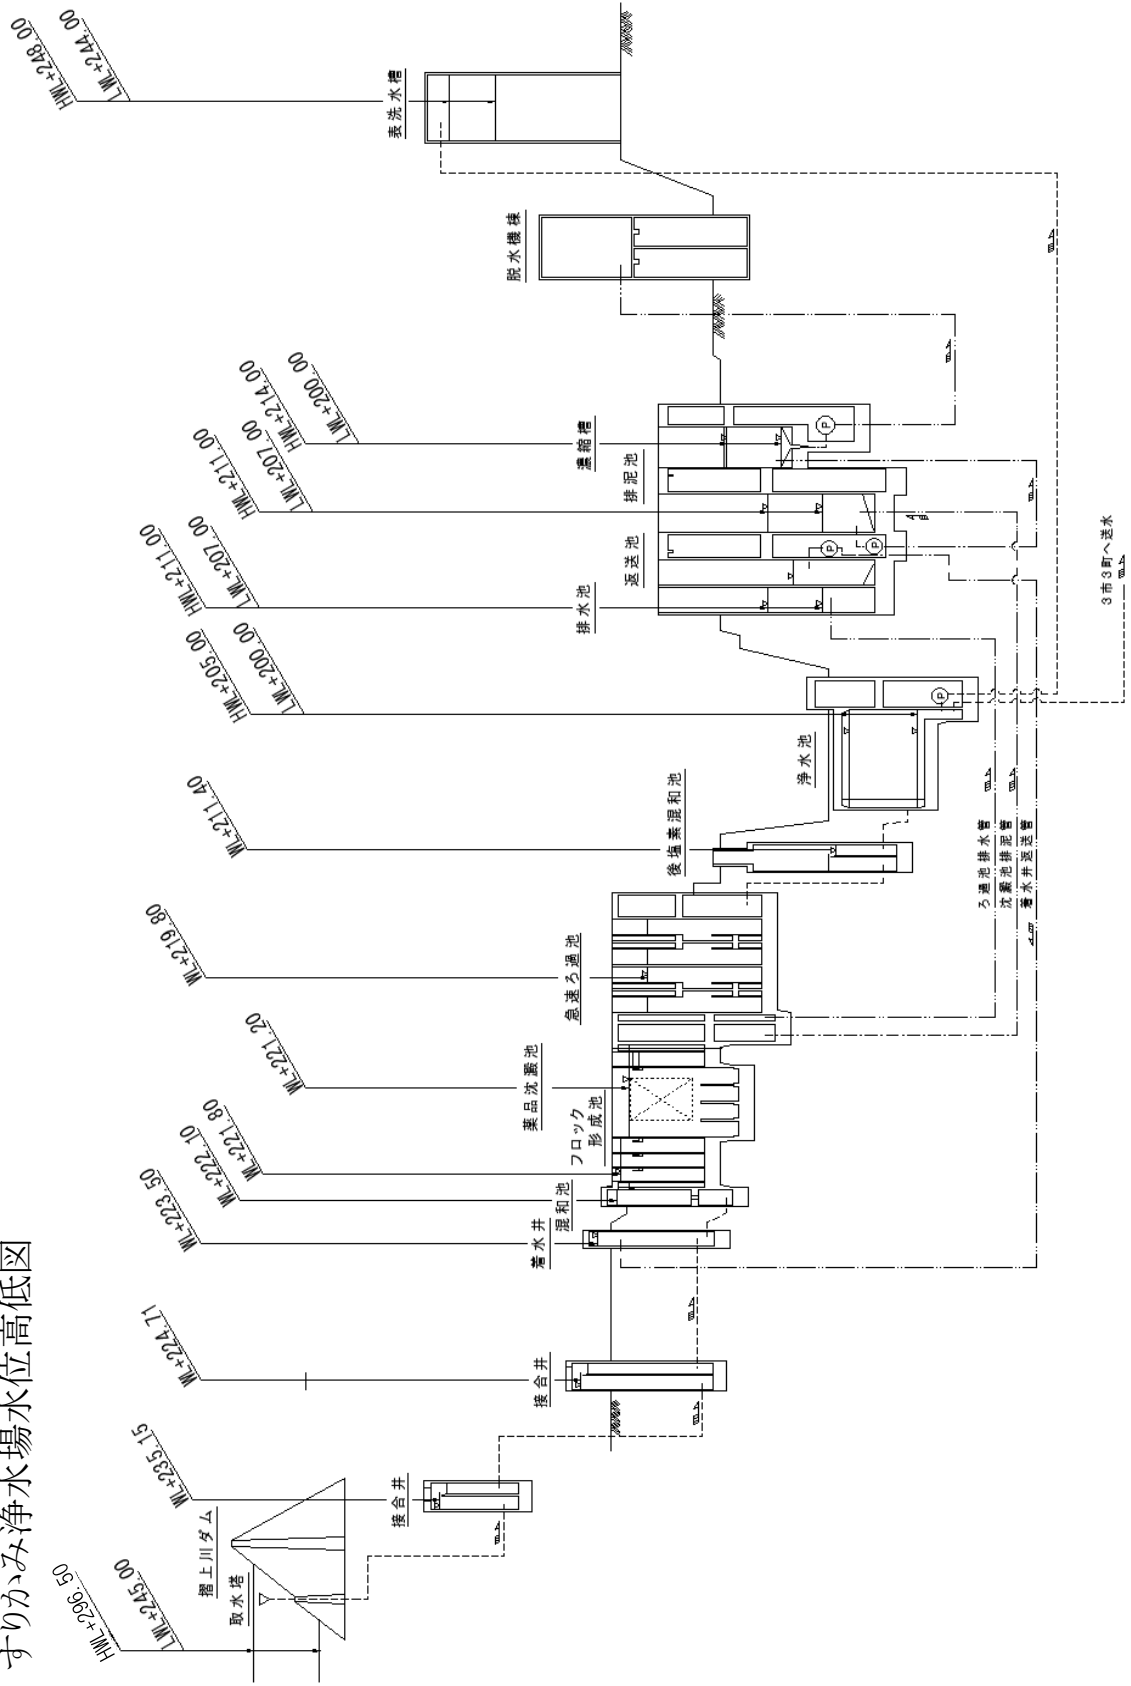 すりかみ浄水場水位高低図
HWL+296.50
LWL+245.00
摺上川ダム
取水塔
WL+235.15
接合井
WL+224.71
接合井
WL+223.50
着水井
WL+222.10
混和池
WL+221.80
フロック
形成池
WL+221.20
薬品沈澱池
WL+219.80
急速ろ過池
WL+211.40
後塩素混和池
HWL+205.00
LWL+200.00
浄水池
P
HWL+211.00
LWL+207.00
排水池
返送池
P
P
HWL+211.00
LWL+207.00
排泥池
HWL+214.00
LWL+200.00
濃縮槽
P
脱水機棟
HWL+248.00
LWL+244.00
表洗水槽
ろ過池排水管
沈澱池排泥管
着水井返送管
3市3町へ送水